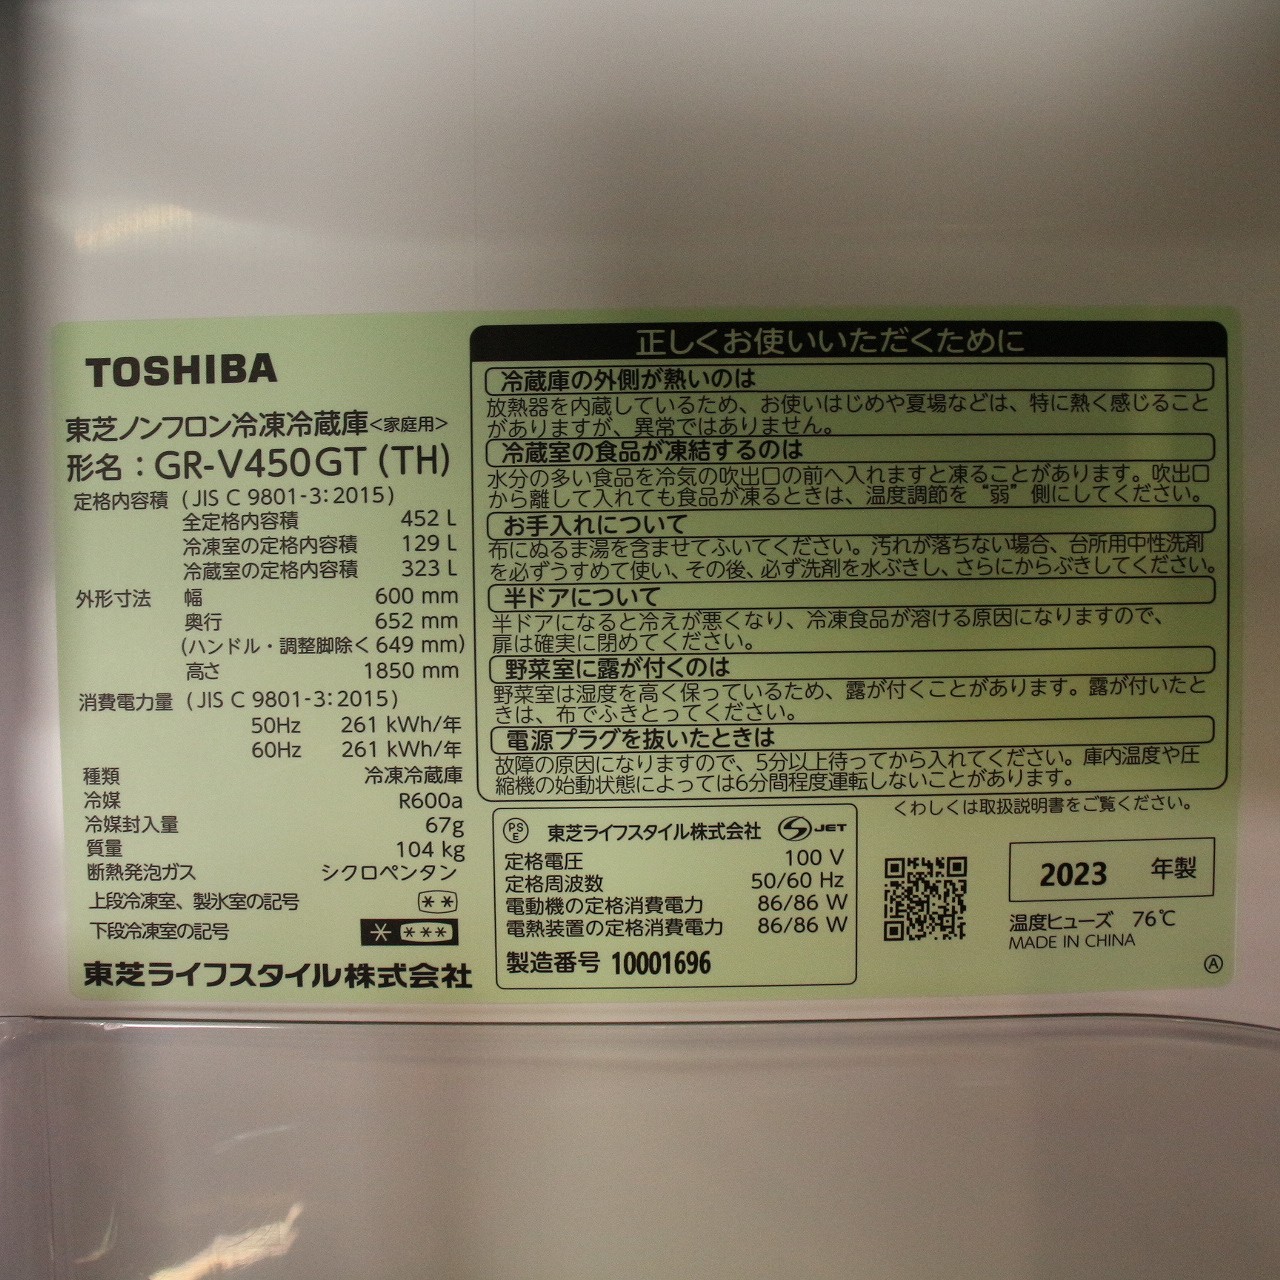 TOSHIBA
東芝ノンフロン冷凍冷蔵庫<家庭用>
形名：GR-V450GT (TH)
定格内容積 (JIS C 9801-3:2015)
全定格内容積 452 L
冷凍室の定格内容積 129 L
冷蔵室の定格内容積 323 L
外形寸法 幅 600 mm
奥行 652 mm
(ハンドル・調整脚除く 649 mm)
高さ 1850 mm
消費電力量 (JIS C 9801-3:2015)
50Hz 261 kWh/年
60Hz 261 kWh/年
種類 冷凍冷蔵庫
冷媒 R600a
冷媒封入量 67g
質量 104 kg
断熱発泡ガス シクロペンタン
上段冷凍室、製氷室の記号 **
下段冷凍室の記号 * ***
東芝ライフスタイル株式会社
正しくお使いいただくために
冷蔵庫の外側が熱いのは
放熱器を内蔵しているため、お使いはじめや夏場などは、特に熱く感じること
がありますが、異常ではありません。
冷蔵室の食品が凍結するのは
水分の多い食品を冷気の吹出口の前へ入れますと凍ることがあります。吹出口
から離して入れても食品が凍るときは、温度調節を“弱”側にしてください。
お手入れについて
布にぬるま湯を含ませてふいてください。汚れが落ちない場合、台所用中性洗剤
を必ずうすめて使い、その後、必ず洗剤を水ぶきし、さらにからぶきしてください。
半ドアについて
半ドアになると冷えが悪くなり、冷凍食品が溶ける原因になりますので、
扉は確実に閉めてください。
野菜室に露が付くのは
野菜室は湿度を高く保っているため、露が付くことがあります。露が付いたと
きは、布でふきとってください。
電源プラグを抜いたときは
故障の原因になりますので、5分以上待ってから入れてください。庫内温度や圧
縮機の始動状態によっては6分間程度運転しないことがあります。
くわしくは取扱説明書をご覧ください。
PSE 東芝ライフスタイル株式会社 S JET
定格電圧 100 V
定格周波数 50/60 Hz
電動機の定格消費電力 86/86 W
電熱装置の定格消費電力 86/86 W
製造番号 10001696
2023 年製
温度ヒューズ 76℃
MADE IN CHINA
Ⓐ